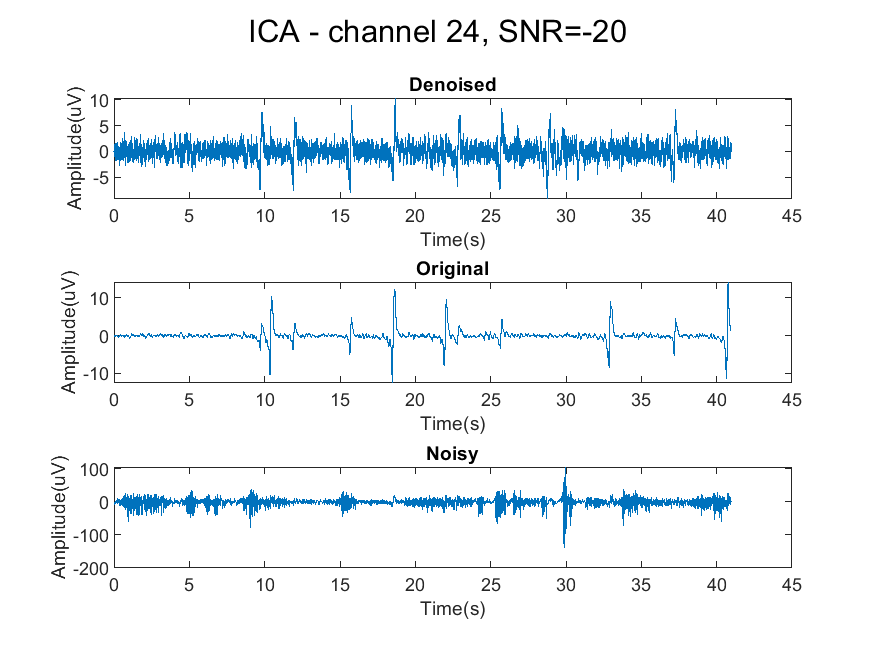 ICA - channel 24, SNR=-20
Denoised
Amplitude(uV)
10
5
0
-5
0 5 10 15 20 25 30 35 40 45
Time(s)
Original
Amplitude(uV)
10
0
-10
0 5 10 15 20 25 30 35 40 45
Time(s)
Noisy
Amplitude(uV)
100
0
-100
-200
0 5 10 15 20 25 30 35 40 45
Time(s)